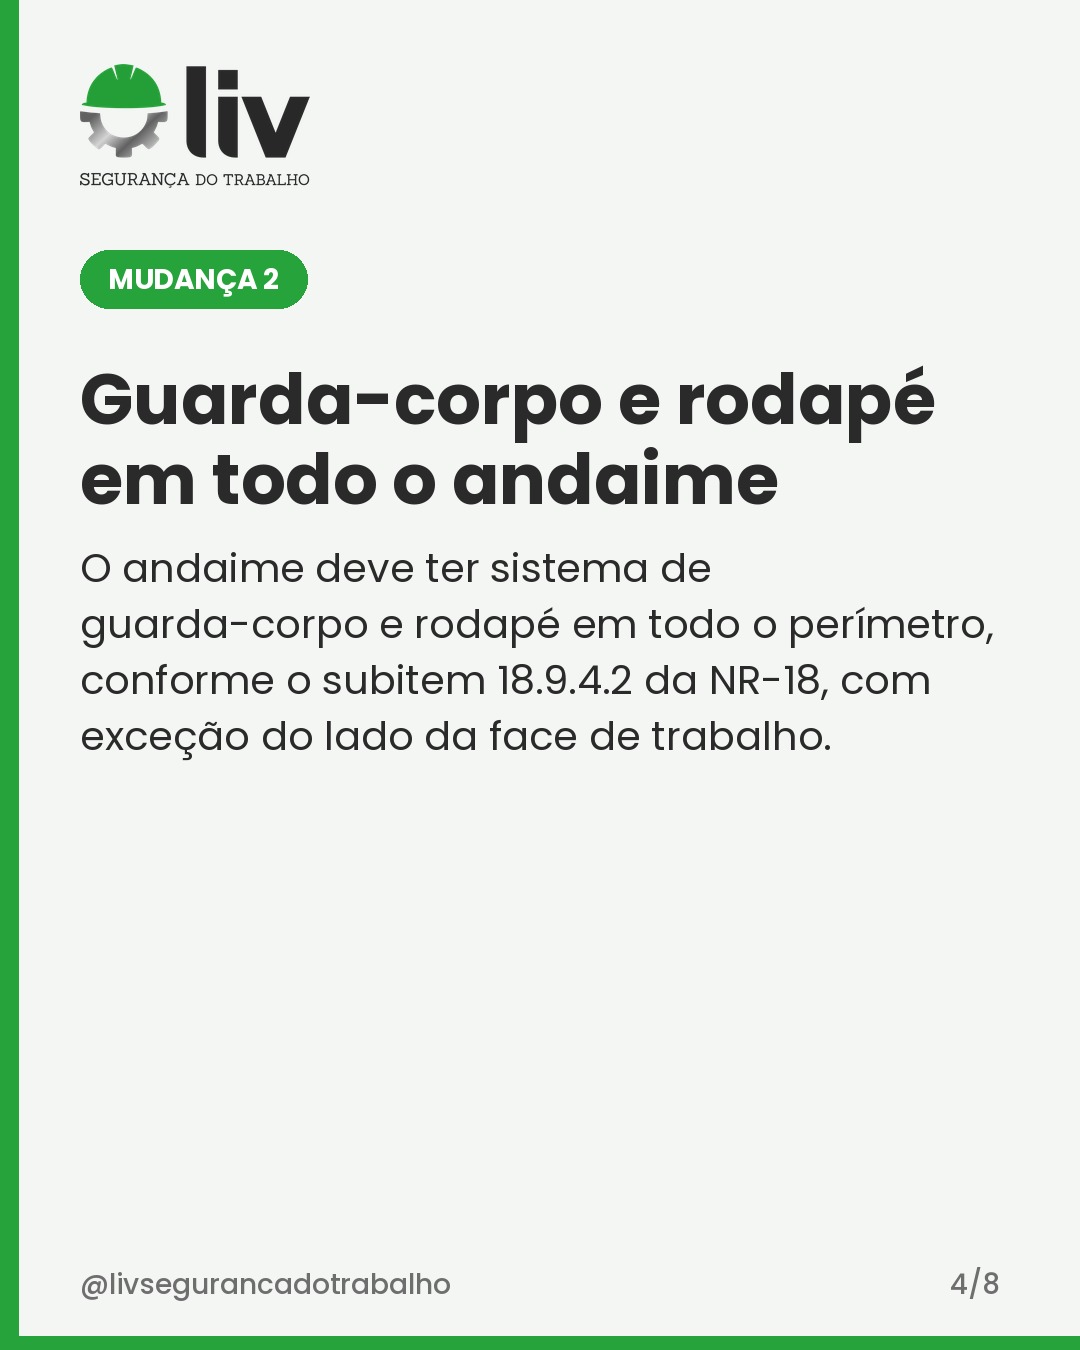 liv
SEGURANÇA DO TRABALHO
MUDANÇA 2
Guarda-corpo e rodapé
em todo o andaime
O andaime deve ter sistema de
guarda-corpo e rodapé em todo o perímetro,
conforme o subitem 18.9.4.2 da NR-18, com
exceção do lado da face de trabalho.
@livsegurancadotrabalho
4/8